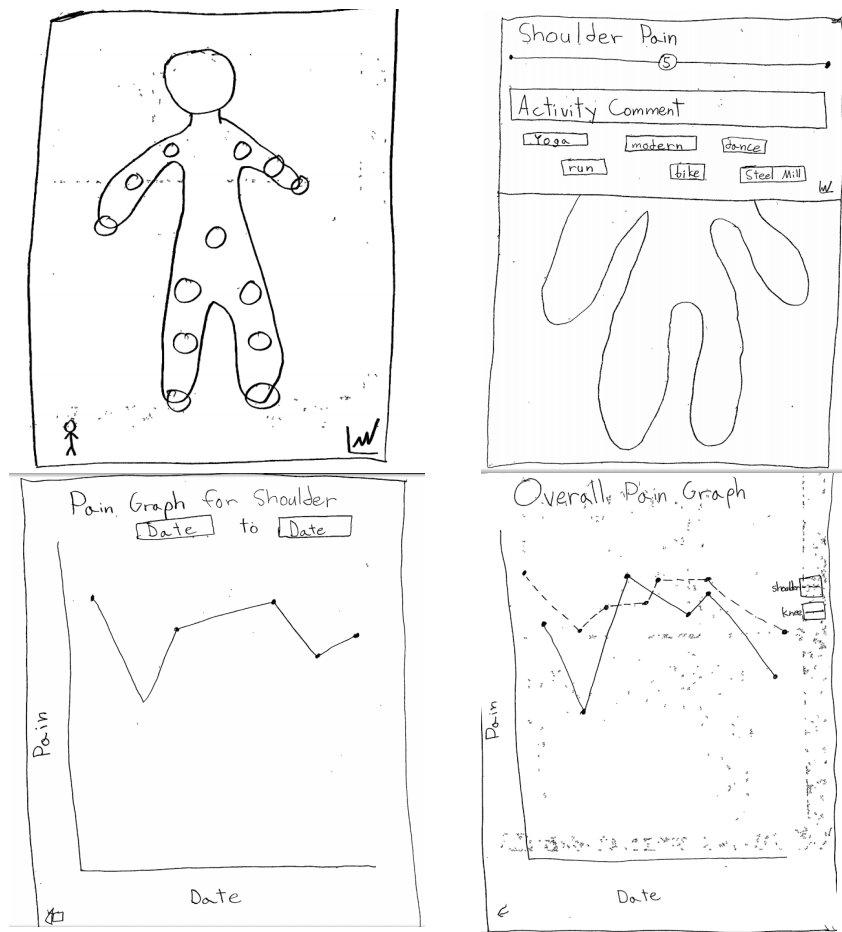 Shoulder Pain
5
Activity Comment
Yoga modern dance
run bike Steel Mill
Pain Graph for Shoulder
Date to Date
Pain
Date
Overall Pain Graph
shoulder
knee
Pain
Date